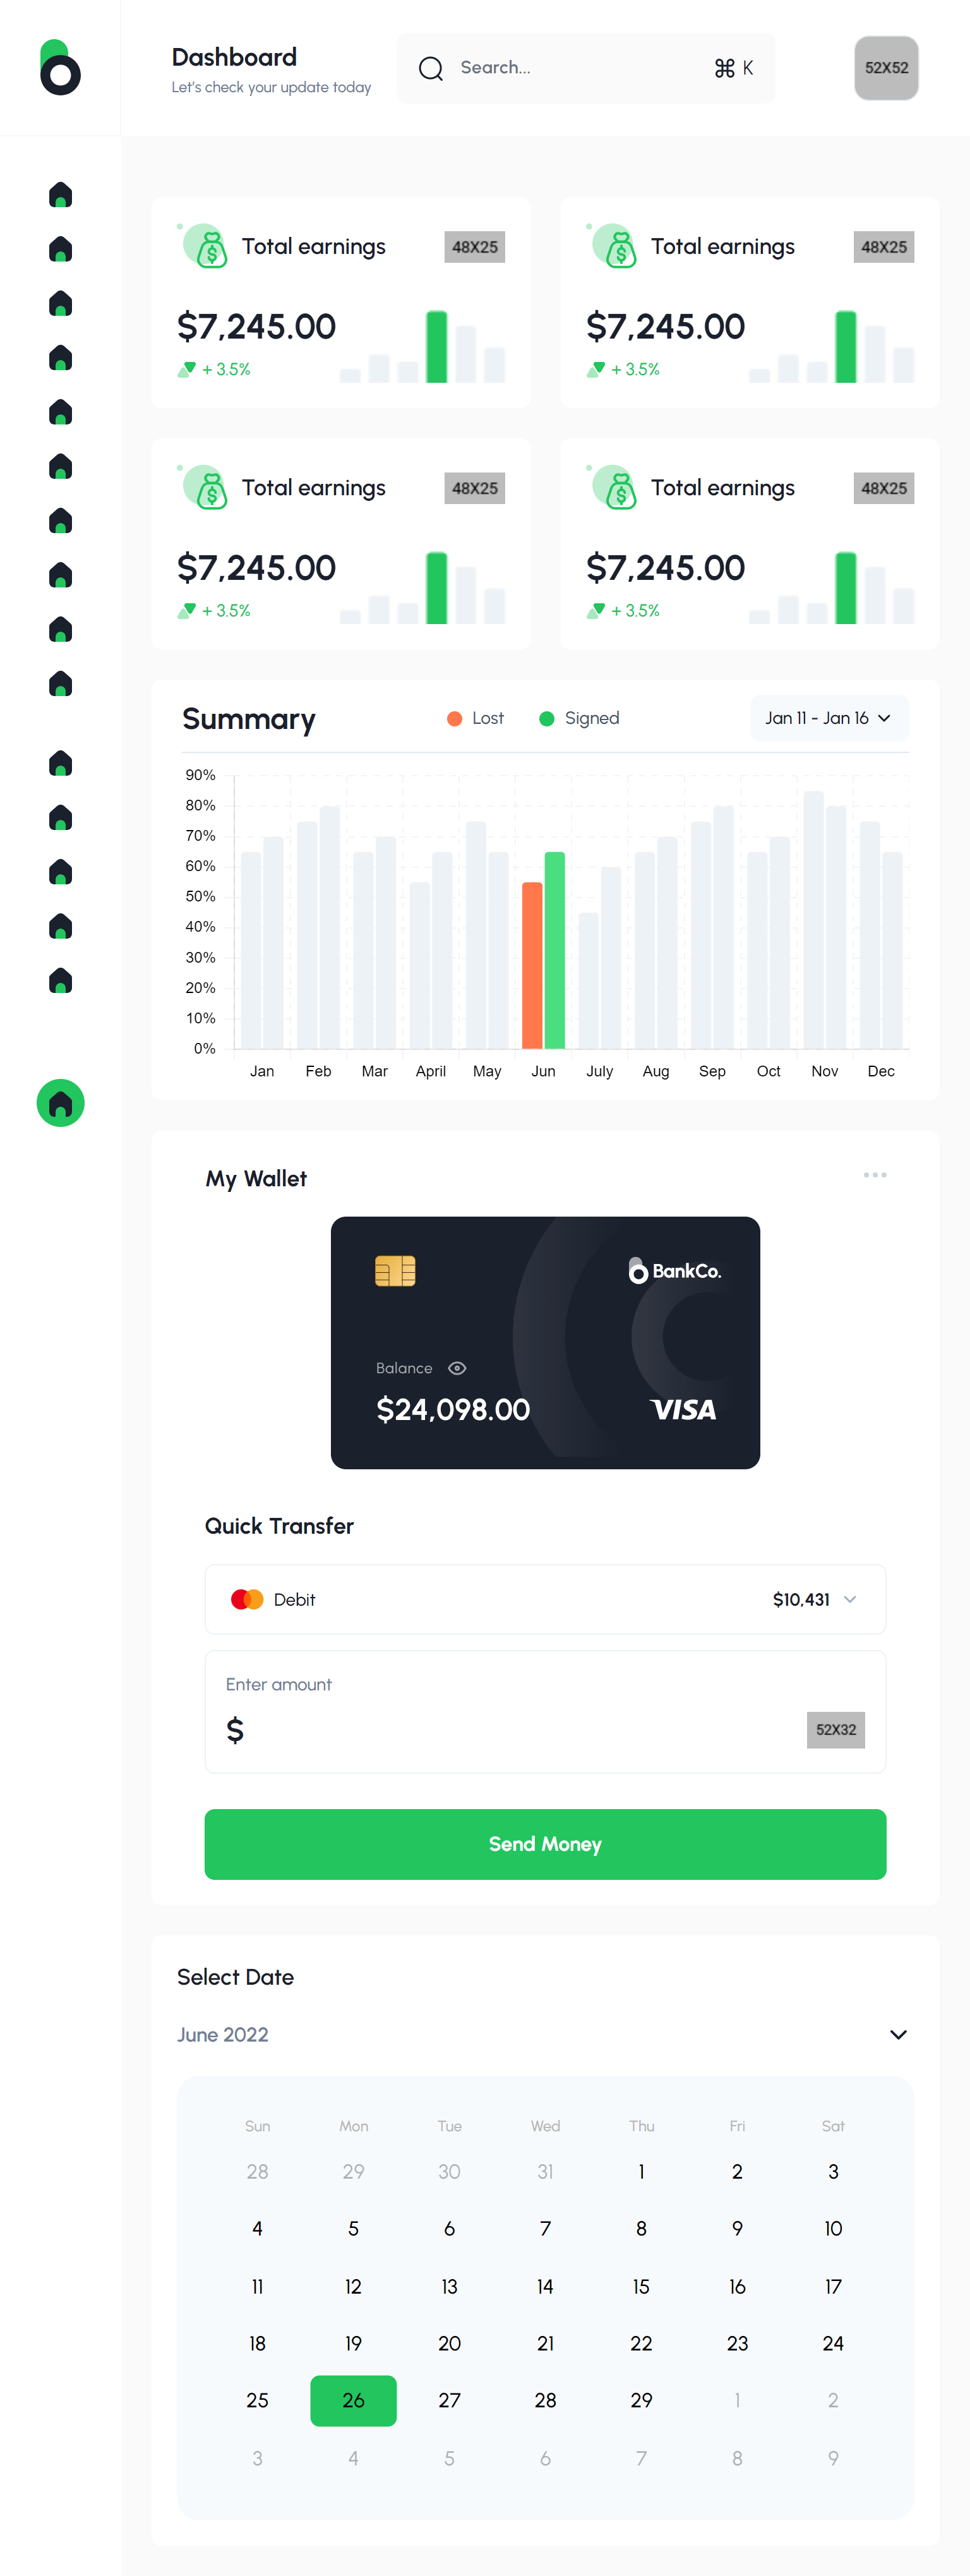 Dashboard
Let's check your update today
Search...
⌘ K
52X52
Total earnings
48X25
$7,245.00
+ 3.5%
Total earnings
48X25
$7,245.00
+ 3.5%
Total earnings
48X25
$7,245.00
+ 3.5%
Total earnings
48X25
$7,245.00
+ 3.5%
Summary
Lost
Signed
Jan 11 - Jan 16
90%
80%
70%
60%
50%
40%
30%
20%
10%
0%
Jan Feb Mar April May Jun July Aug Sep Oct Nov Dec
My Wallet
BankCo.
Balance
$24,098.00
VISA
Quick Transfer
Debit
$10,431
Enter amount
$
52X32
Send Money
Select Date
June 2022
Sun Mon Tue Wed Thu Fri Sat
28 29 30 31 1 2 3
4 5 6 7 8 9 10
11 12 13 14 15 16 17
18 19 20 21 22 23 24
25 26 27 28 29 1 2
3 4 5 6 7 8 9